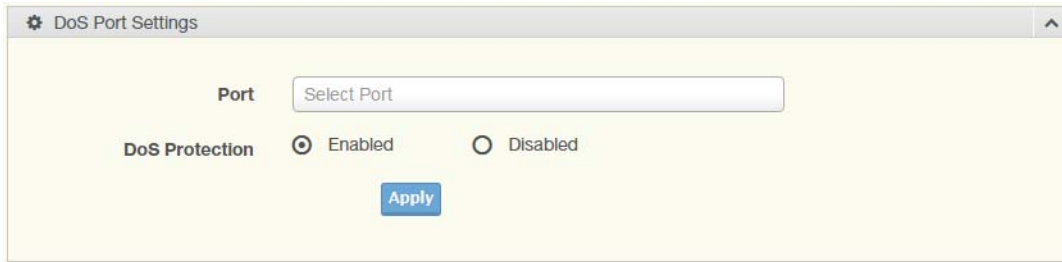 DoS Port Settings
Port Select Port
DoS Protection Enabled Disabled
Apply